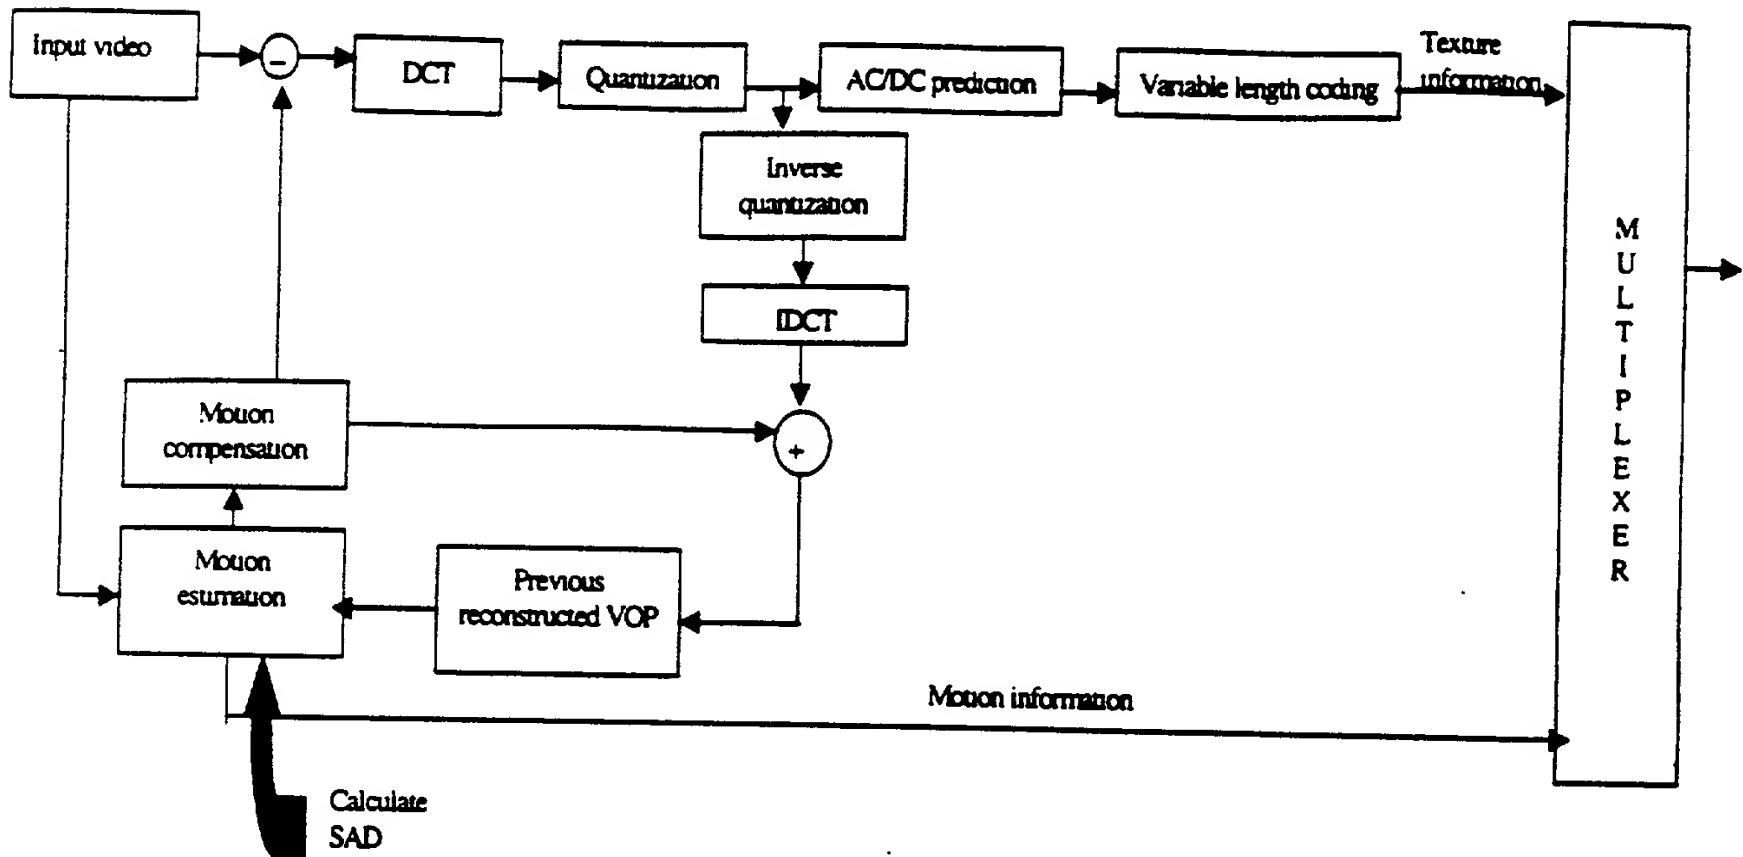 Input video
−
DCT
Quantization
AC/DC prediction
Variable length coding
Texture
information
Inverse
quantization
IDCT
+
Motion
compensation
Motion
estimation
Previous
reconstructed VOP
Motion information
Calculate
SAD
M
U
L
T
I
P
L
E
X
E
R